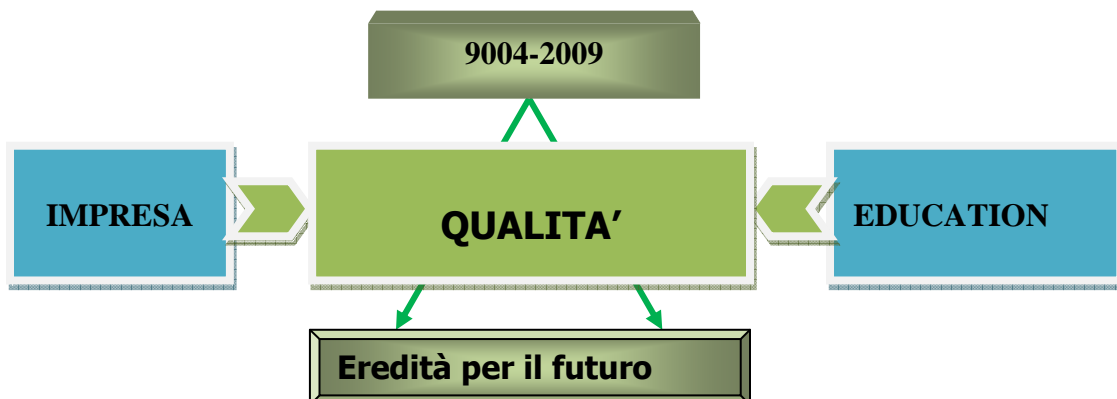 9004-2009
IMPRESA
QUALITA’
EDUCATION
Eredità per il futuro